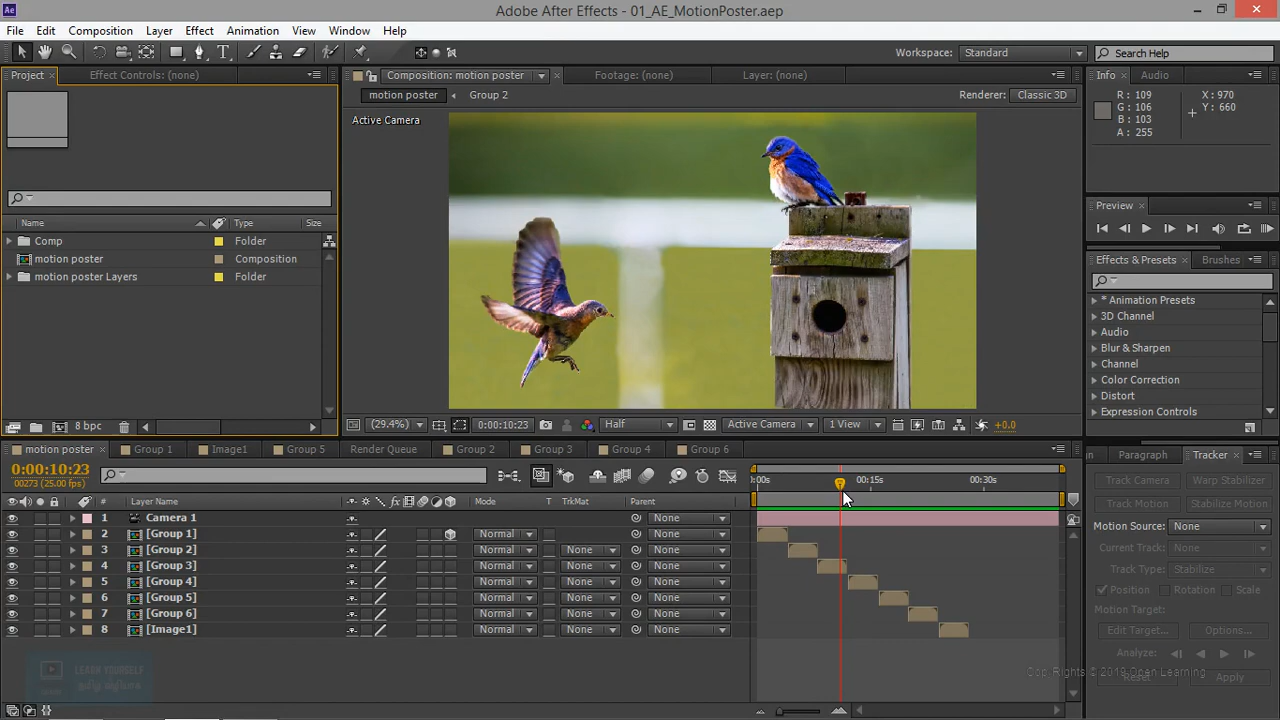 Adobe After Effects - 01_AE_MotionPoster.aep
File Edit Composition Layer Effect Animation View Window Help
Workspace: Standard Search Help
Project Effect Controls: (none) Composition: motion poster Footage: (none) Layer: (none) Info Audio
motion poster Group 2 Renderer: Classic 3D
R: 109 X: 970
G: 106 Y: 660
B: 103
A: 255
Active Camera
Preview
Name Type Size
Comp Folder
motion poster Composition
motion poster Layers Folder
Effects & Presets Brushes
* Animation Presets
3D Channel
Audio
Blur & Sharpen
Channel
Color Correction
Distort
Expression Controls
8 bpc (29.4%) 0:00:10:23 Half Active Camera 1 View +0.0
motion poster Group 1 Image1 Group 5 Render Queue Group 2 Group 3 Group 4 Group 6
Paragraph Tracker
0:00:10:23
00273 (25.00 fps)
:00s 00:15s 00:30s
# Layer Name Mode T TrkMat Parent
1 Camera 1 None
2 [Group 1] Normal None
3 [Group 2] Normal None None
4 [Group 3] Normal None None
5 [Group 4] Normal None None
6 [Group 5] Normal None None
7 [Group 6] Normal None None
8 [Image1] Normal None None
Track Camera Warp Stabilizer
Track Motion Stabilize Motion
Motion Source: None
Current Track: None
Track Type: Stabilize
Position Rotation Scale
Motion Target:
Edit Target... Options...
Analyze:
Reset Apply
LEARN YOURSELF
Copy Rights © 2019 Open Learning